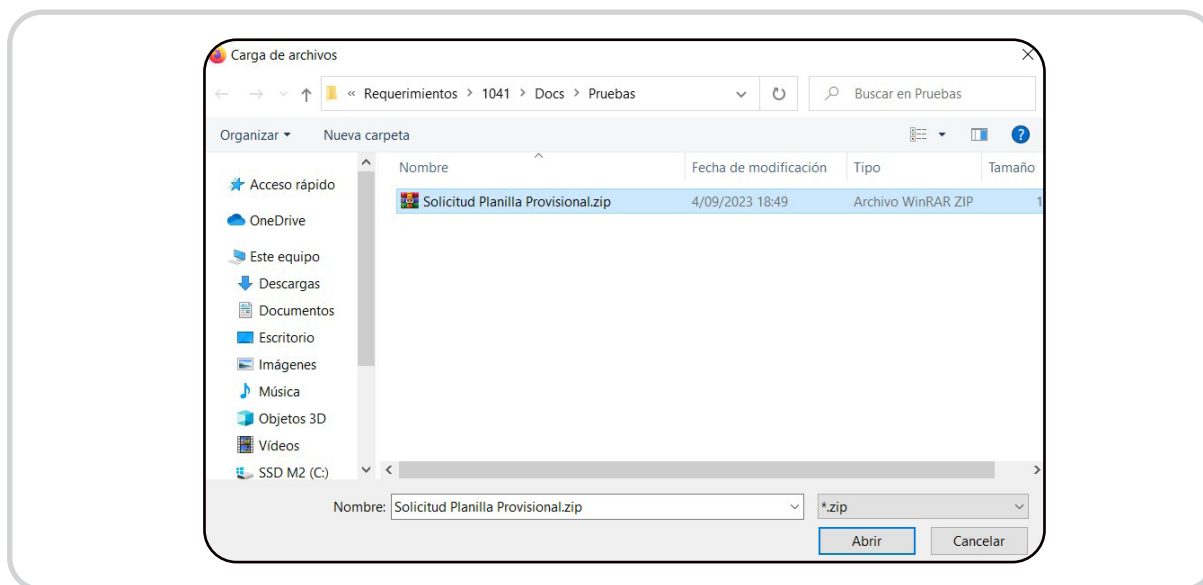 Carga de archivos
« Requerimientos > 1041 > Docs > Pruebas
Buscar en Pruebas
Organizar
Nueva carpeta
Nombre Fecha de modificación Tipo Tamaño
Solicitud Planilla Provisional.zip 4/09/2023 18:49 Archivo WinRAR ZIP 1
Acceso rápido
OneDrive
Este equipo
Descargas
Documentos
Escritorio
Imágenes
Música
Objetos 3D
Vídeos
SSD M2 (C:)
Nombre: Solicitud Planilla Provisional.zip
*.zip
Abrir
Cancelar